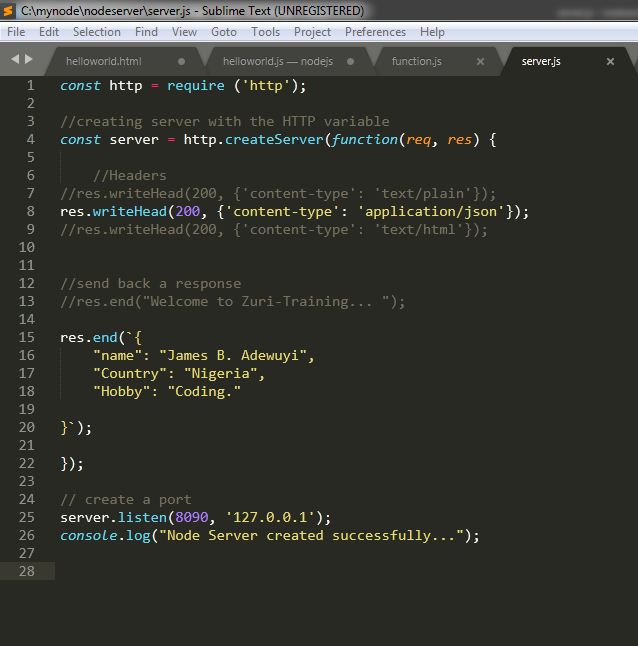 C:\mynode\nodeserver\server.js - Sublime Text (UNREGISTERED)
File Edit Selection Find View Goto Tools Project Preferences Help
helloworld.html helloworld.js — nodejs function.js server.js
1 const http = require ('http');
2
3 //creating server with the HTTP variable
4 const server = http.createServer(function(req, res) {
5
6 //Headers
7 //res.writeHead(200, {'content-type': 'text/plain'});
8 res.writeHead(200, {'content-type': 'application/json'});
9 //res.writeHead(200, {'content-type': 'text/html'});
10
11
12 //send back a response
13 //res.end("Welcome to Zuri-Training... ");
14
15 res.end(`{
16 "name": "James B. Adewuyi",
17 "Country": "Nigeria",
18 "Hobby": "Coding."
19
20 }`);
21
22 });
23
24 // create a port
25 server.listen(8090, '127.0.0.1');
26 console.log("Node Server created successfully...");
27
28